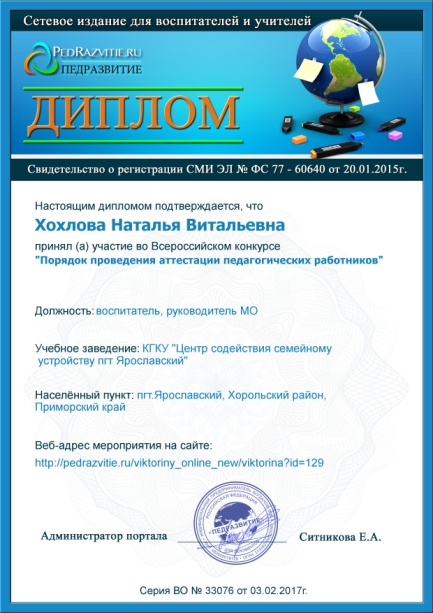 Сетевое издание для воспитателей и учителей
PEDRAZVITIE.RU
ПЕДРАЗВИТИЕ
ДИПЛОМ
Свидетельство о регистрации СМИ ЭЛ № ФС 77 - 60640 от 20.01.2015г.
Настоящим дипломом подтверждается, что
Хохлова Наталья Витальевна
принял (а) участие во Всероссийском конкурсе
"Порядок проведения аттестации педагогических работников"
Должность: воспитатель, руководитель МО
Учебное заведение: КГКУ "Центр содействия семейному
устройству пгт Ярославский"
Населённый пункт: пгт.Ярославский, Хорольский район,
Приморский край
Веб-адрес мероприятия на сайте:
http://pedrazvitie.ru/viktoriny_online_new/viktorina?id=129
ПЕДРАЗВИТИЕ
Администратор портала
Ситникова Е.А.
Серия ВО № 33076 от 03.02.2017г.